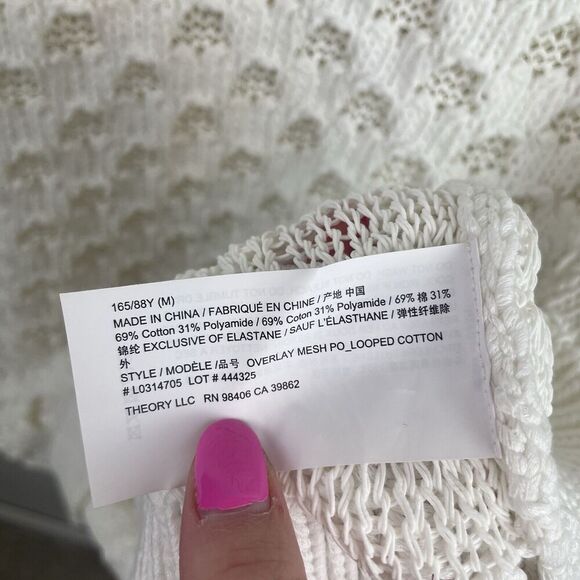 165/88Y (M)
MADE IN CHINA / FABRIQUÉ EN CHINE / 产地 中国
69% Cotton 31% Polyamide / 69% Coton 31% Polyamide / 69% 棉 31%
锦纶 EXCLUSIVE OF ELASTANE / SAUF L'ÉLASTHANE / 弹性纤维除
外
STYLE / MODÈLE /品号 OVERLAY MESH PO_LOOPED COTTON
# L0314705 LOT # 444325
THEORY LLC RN 98406 CA 39862